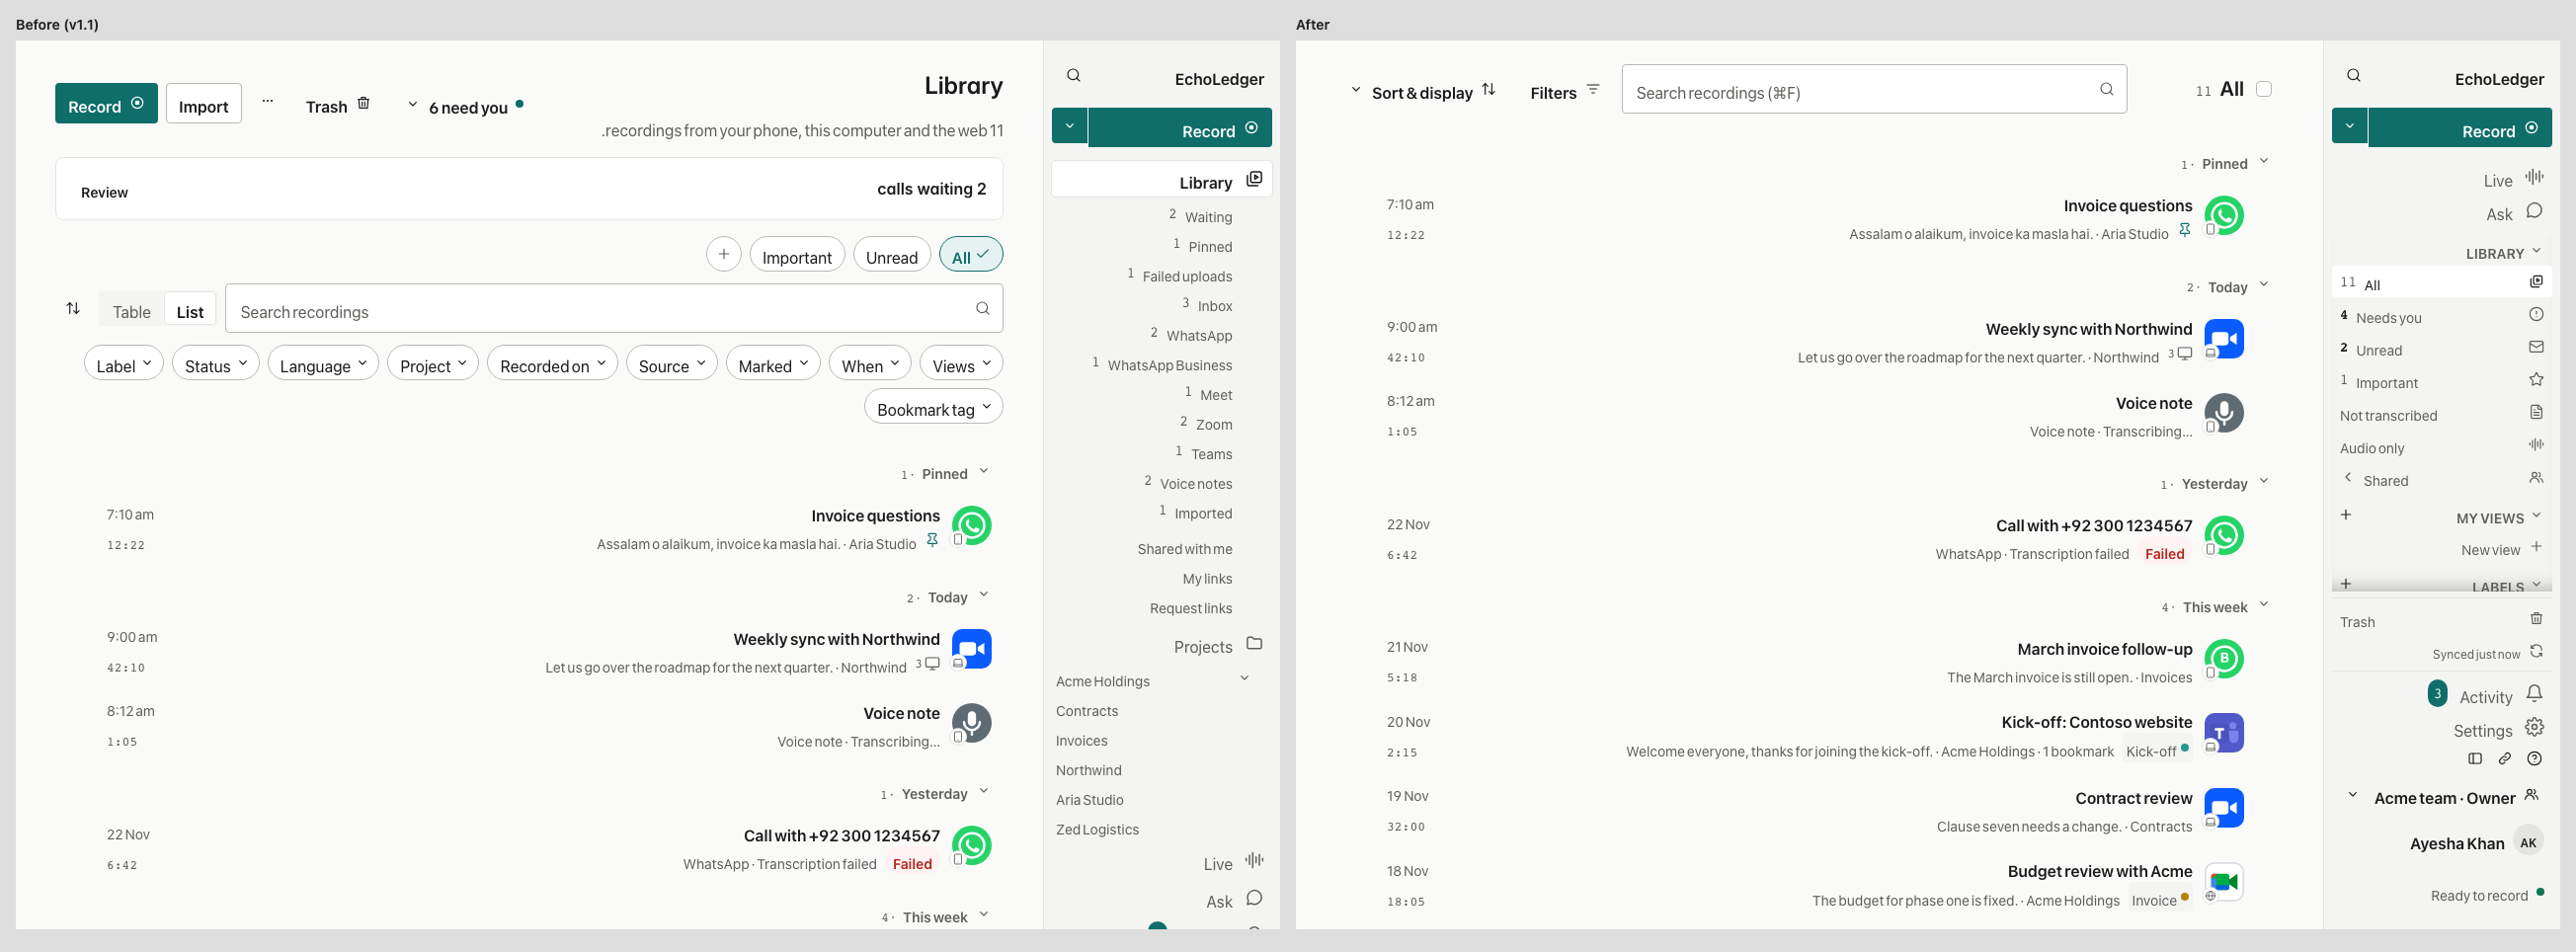 Before (v1.1)
EchoLedger
Record
Library
2 Waiting
1 Pinned
1 Failed uploads
3 Inbox
2 WhatsApp
1 WhatsApp Business
1 Meet
2 Zoom
1 Teams
2 Voice notes
1 Imported
Shared with me
My links
Request links
Projects
Acme Holdings
Contracts
Invoices
Northwind
Aria Studio
Zed Logistics
Live
Ask
Library
.recordings from your phone, this computer and the web 11
6 need you
Trash
...
Import
Record
calls waiting 2
Review
All
Unread
Important
Search recordings
List
Table
Views
When
Marked
Source
Recorded on
Project
Language
Status
Label
Bookmark tag
1 · Pinned
Invoice questions
7:10 am
Assalam o alaikum, invoice ka masla hai. · Aria Studio
12:22
2 · Today
Weekly sync with Northwind
9:00 am
Let us go over the roadmap for the next quarter. · Northwind 3
42:10
Voice note
8:12 am
Voice note · Transcribing...
1:05
1 · Yesterday
Call with +92 300 1234567
22 Nov
WhatsApp · Transcription failed Failed
6:42
4 · This week
After
EchoLedger
Record
Live
Ask
LIBRARY
11 All
4 Needs you
2 Unread
1 Important
Not transcribed
Audio only
Shared
MY VIEWS
New view
LABELS
Trash
Synced just now
3 Activity
Settings
Acme team · Owner
Ayesha Khan AK
Ready to record
11 All
Search recordings (⌘F)
Filters
Sort & display
1 · Pinned
Invoice questions
7:10 am
Assalam o alaikum, invoice ka masla hai. · Aria Studio
12:22
2 · Today
Weekly sync with Northwind
9:00 am
Let us go over the roadmap for the next quarter. · Northwind 3
42:10
Voice note
8:12 am
Voice note · Transcribing...
1:05
1 · Yesterday
Call with +92 300 1234567
22 Nov
WhatsApp · Transcription failed Failed
6:42
4 · This week
March invoice follow-up
B
21 Nov
The March invoice is still open. · Invoices
5:18
Kick-off: Contoso website
T
20 Nov
Welcome everyone, thanks for joining the kick-off. · Acme Holdings · 1 bookmark Kick-off
2:15
Contract review
19 Nov
Clause seven needs a change. · Contracts
32:00
Budget review with Acme
18 Nov
The budget for phase one is fixed. · Acme Holdings Invoice
18:05